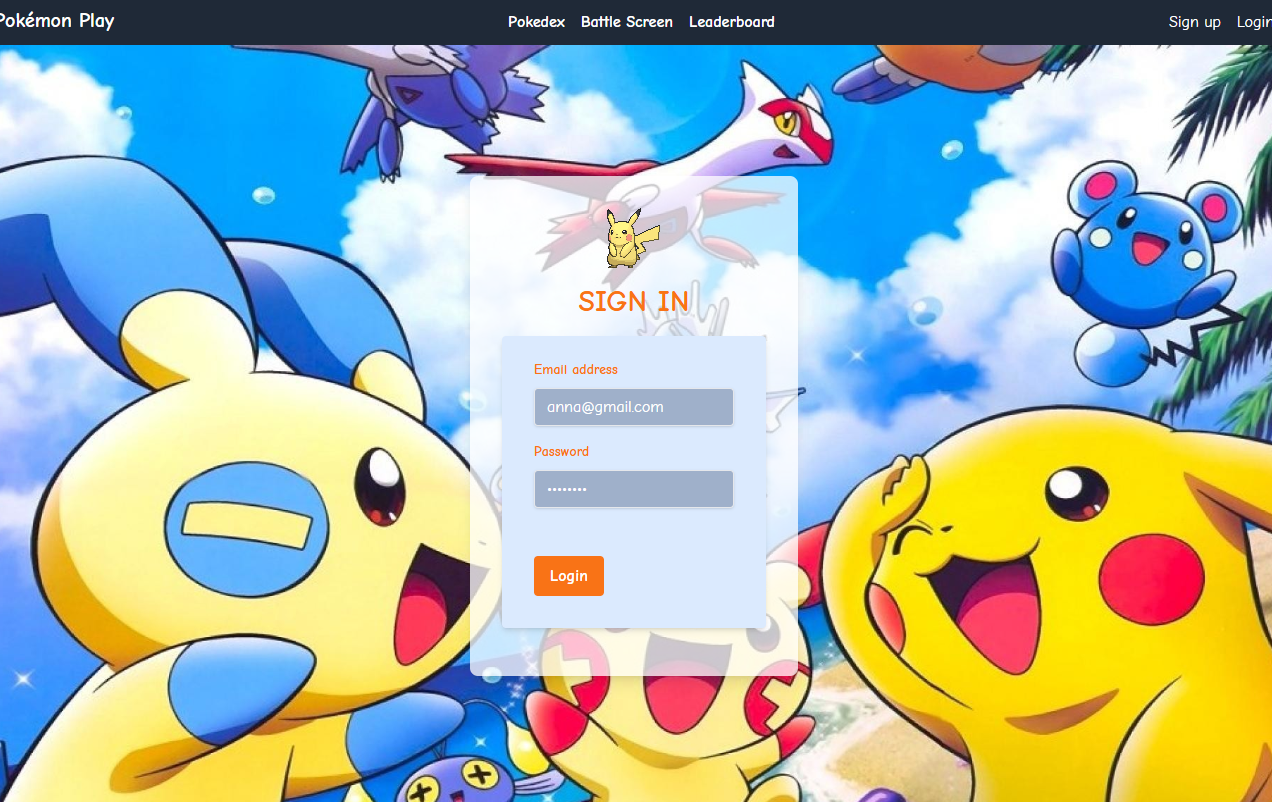 Pokémon Play Pokedex Battle Screen Leaderboard Sign up Login
SIGN IN
Email address
anna@gmail.com
Password
••••••••
Login